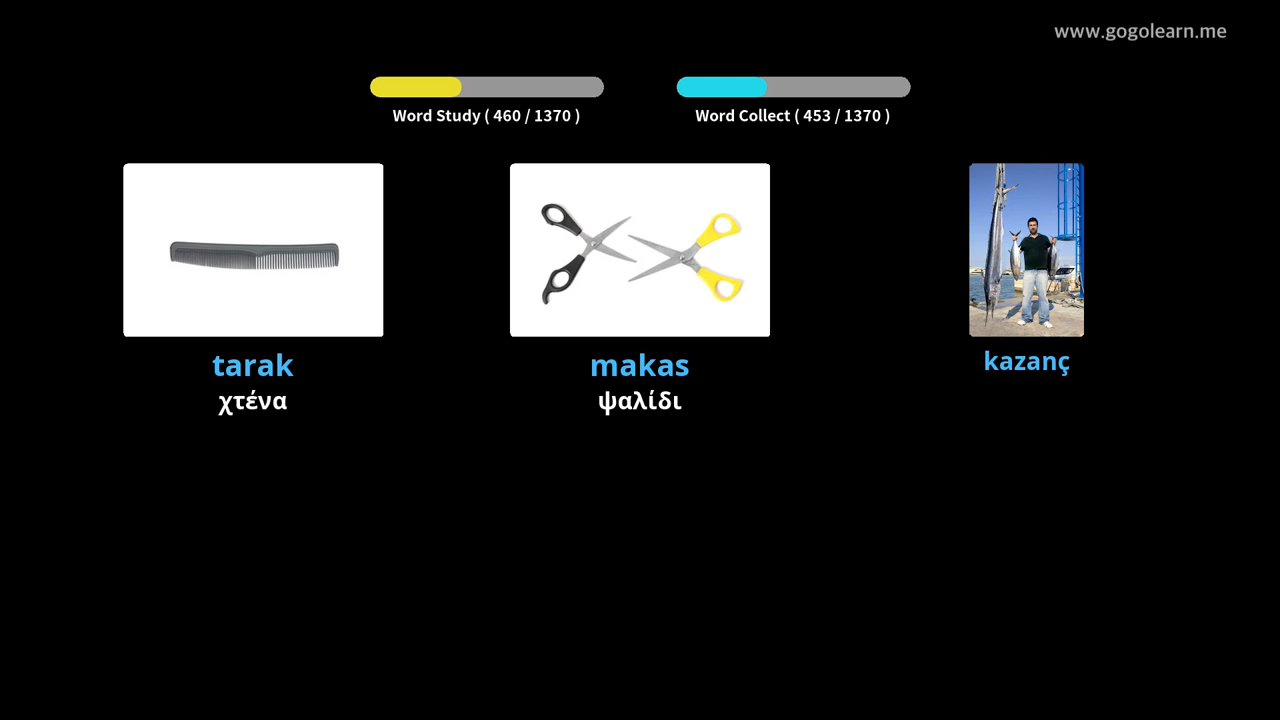 www.gogolearn.me
Word Study ( 460 / 1370 )
Word Collect ( 453 / 1370 )
tarak
χτένα
makas
ψαλίδι
kazanç